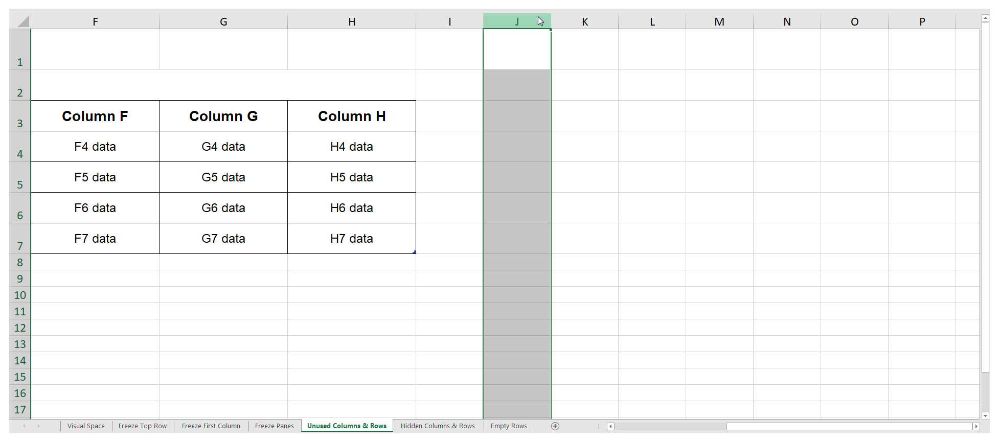 F G H I J K L M N O P
1
2
3 Column F Column G Column H
4 F4 data G4 data H4 data
5 F5 data G5 data H5 data
6 F6 data G6 data H6 data
7 F7 data G7 data H7 data
8
9
10
11
12
13
14
15
16
17
Visual Space Freeze Top Row Freeze First Column Freeze Panes Unused Columns & Rows Hidden Columns & Rows Empty Rows